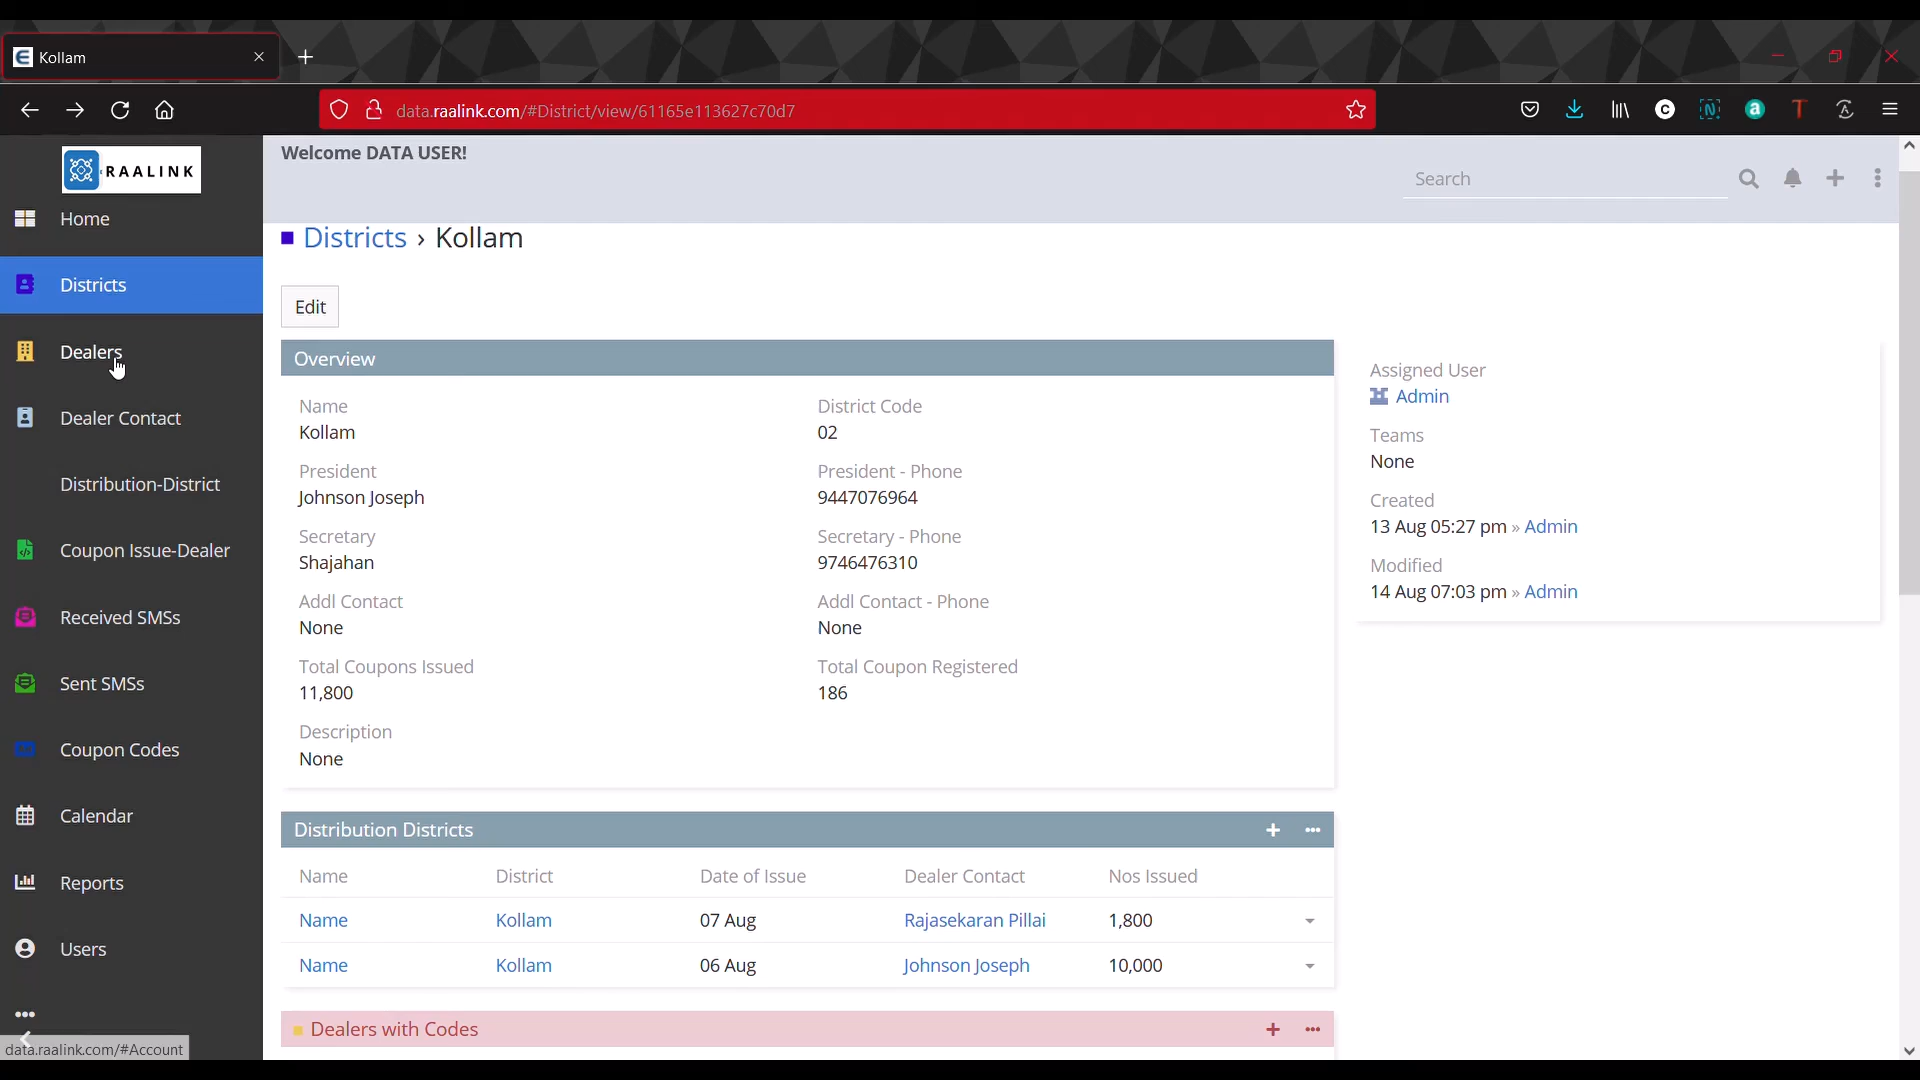 Kollam
data.raalink.com/#District/view/61165e113627c70d7
RAALINK
Welcome DATA USER!
Search
Home
Districts
Dealers
Dealer Contact
Distribution-District
Coupon Issue-Dealer
Received SMSs
Sent SMSs
Coupon Codes
Calendar
Reports
Users
data.raalink.com/#Account
Districts › Kollam
Edit
Overview
Name
Kollam
District Code
02
President
Johnson Joseph
President - Phone
9447076964
Secretary
Shajahan
Secretary - Phone
9746476310
Addl Contact
None
Addl Contact - Phone
None
Total Coupons Issued
11,800
Total Coupon Registered
186
Description
None
Assigned User
Admin
Teams
None
Created
13 Aug 05:27 pm » Admin
Modified
14 Aug 07:03 pm » Admin
Distribution Districts
Name District Date of Issue Dealer Contact Nos Issued
Name Kollam 07 Aug Rajasekaran Pillai 1,800
Name Kollam 06 Aug Johnson Joseph 10,000
Dealers with Codes